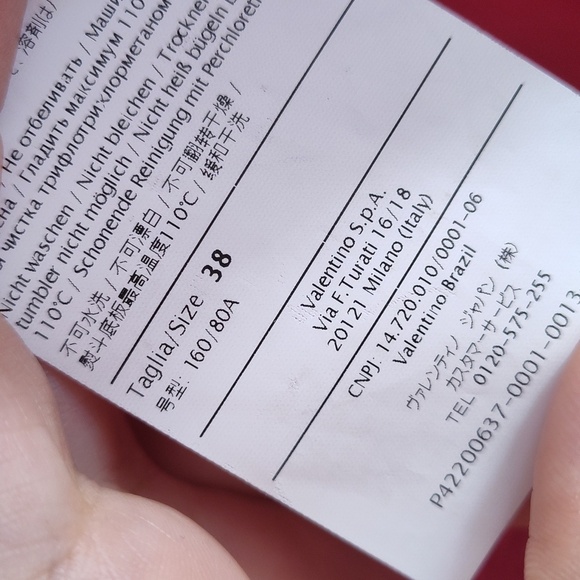 Не отбеливать / Маши
Гладить максимум 110
чистка трифлотрихлорметаном
Nicht waschen / Nicht bleichen / Trockne
tumbler nicht möglich / Nicht heiß bügeln
110°C / Schonende Reinigung mit Perchloren
不可水洗 / 不可漂白 / 不可翻转干燥 /
熨斗底板最高温度110°C / 缓和干洗
Taglia/Size 38
号型: 160/80A
Valentino S.p.A.
Via F.Turati 16/18
20121 Milano (Italy)
CNPJ: 14.720.010/0001-06
Valentino Brazil
ヴァレンティノ ジャパン (株)
カスタマーサービス
TEL 0120-575-255
P42200637-0001-0013